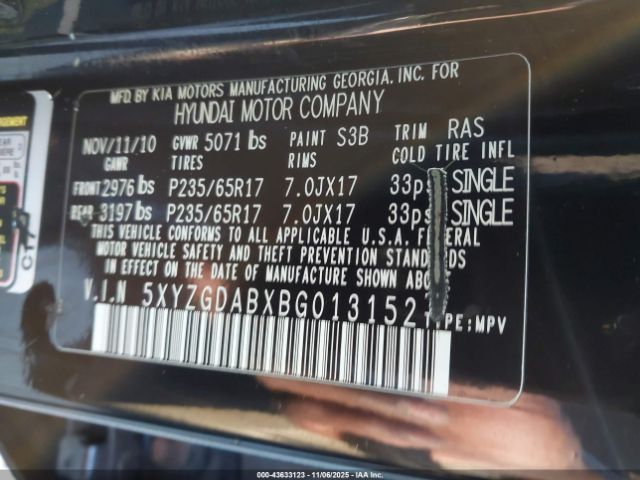 MFD. BY KIA MOTORS MANUFACTURING GEORGIA. INC. FOR
HYUNDAI MOTOR COMPANY
NOV/11/10 GVWR 5071 lbs PAINT S3B TRIM RAS
GAWR TIRES RIMS COLD TIRE INFL
FRONT 2976 lbs P235/65R17 7.0JX17 33ps SINGLE
REAR 3197 lbs P235/65R17 7.0JX17 33ps SINGLE
THIS VEHICLE CONFORMS TO ALL APPLICABLE U.S.A. FEDERAL
MOTOR VEHICLE SAFETY AND THEFT PREVENTION STANDARDS
IN EFFECT ON THE DATE OF MANUFACTURE SHOWN ABOVE.
V.I.N 5XYZGDABXBG013152 TYPE:MPV
C177
© 000-43633123 | 11/06/2025 | IAA Inc.